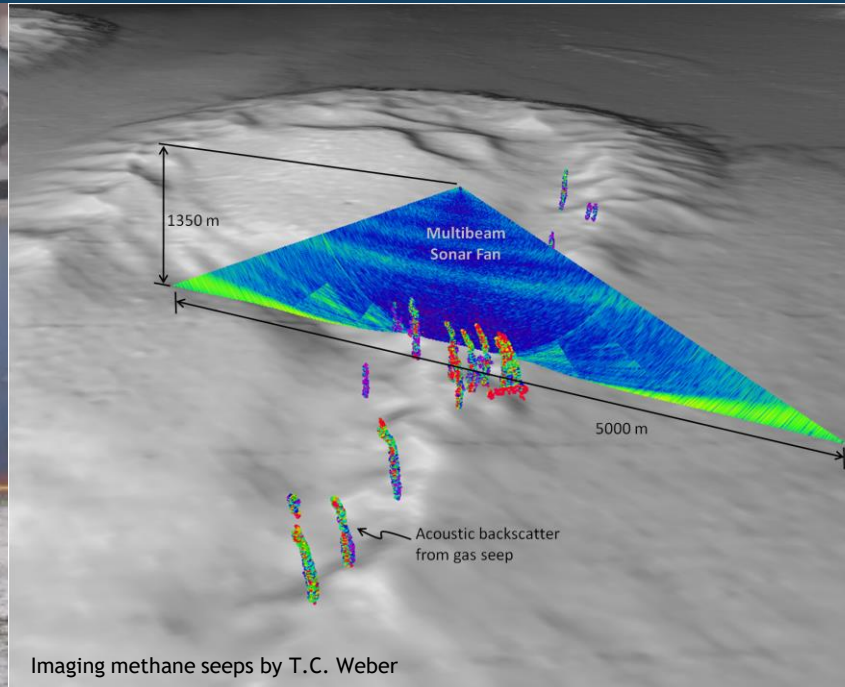 1350 m
Multibeam
Sonar Fan
5000 m
Acoustic backscatter
from gas seep
Imaging methane seeps by T.C. Weber